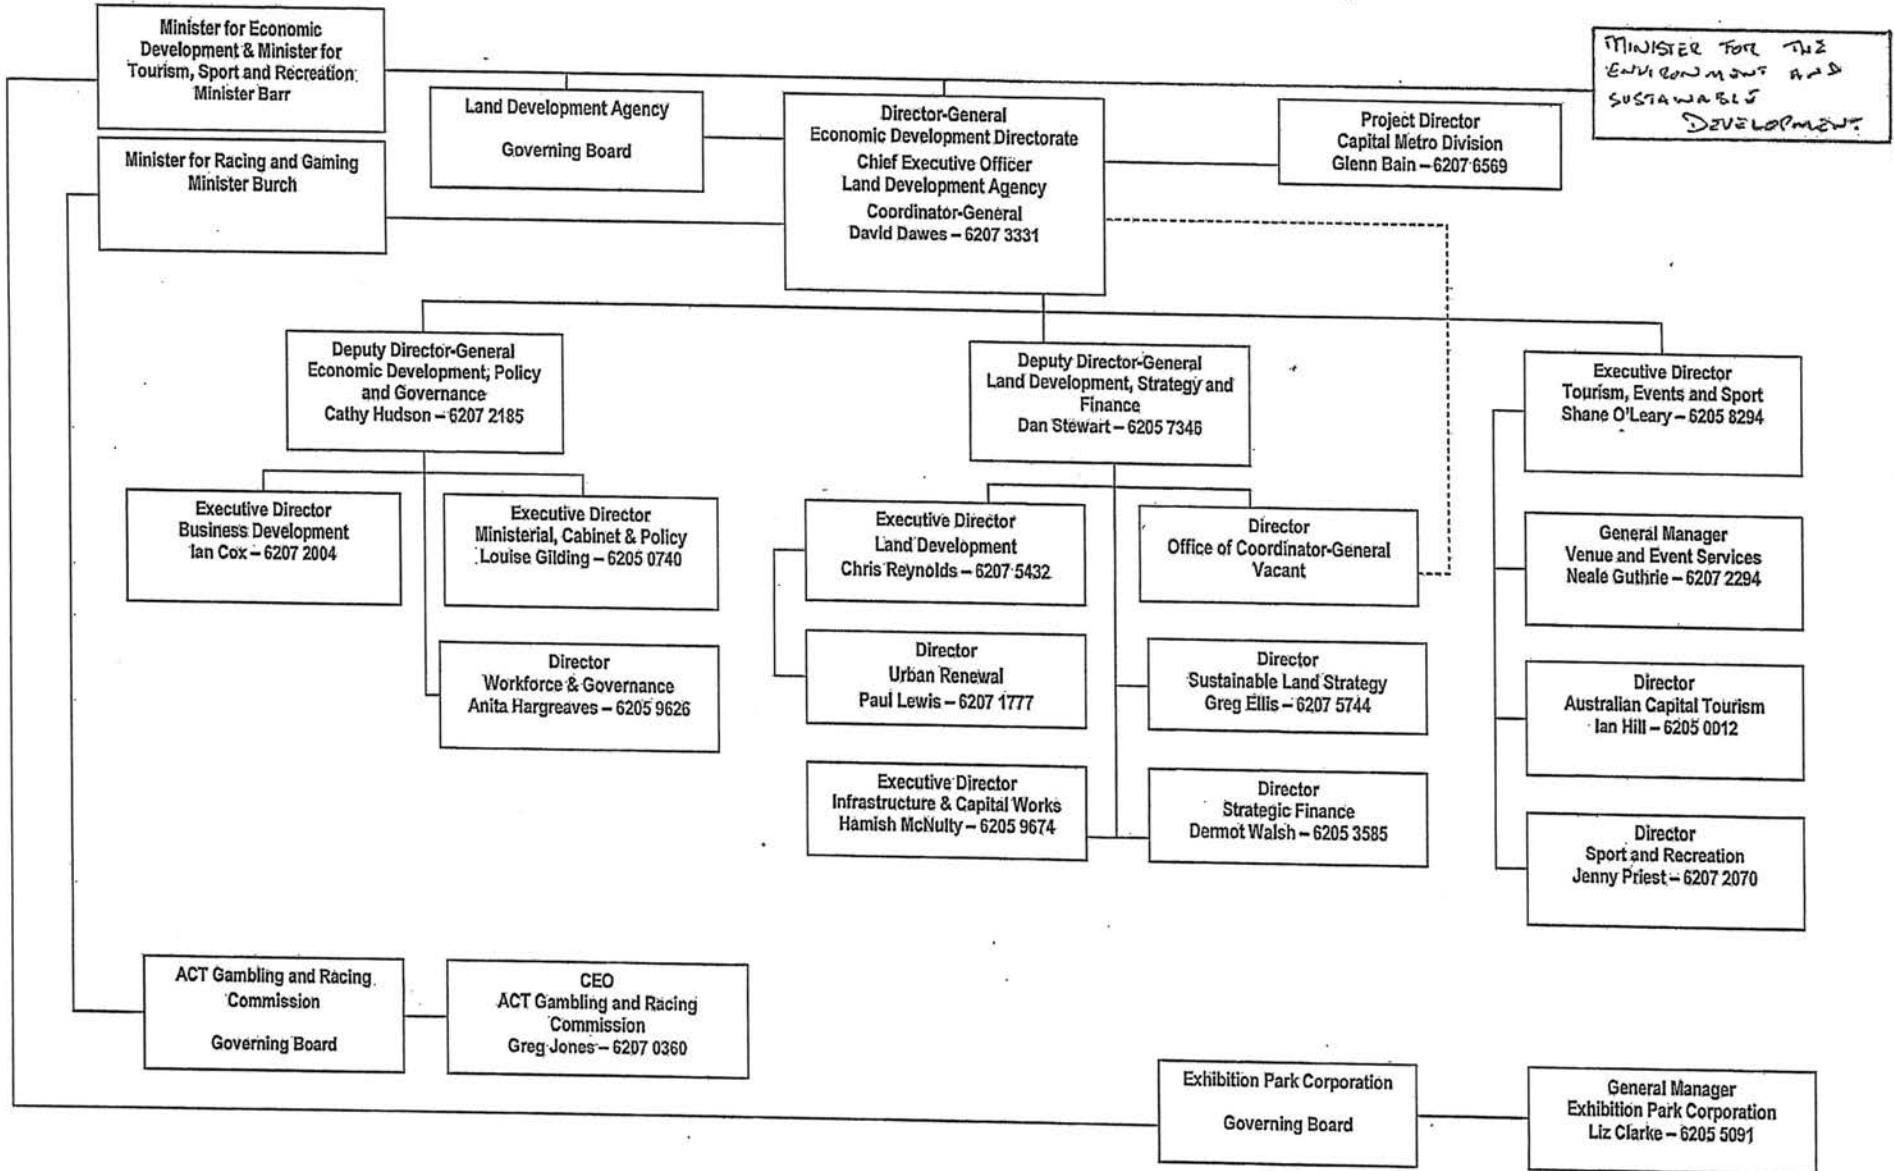 Minister for Economic
Development & Minister for
Tourism, Sport and Recreation
Minister Barr
MINISTER FOR THE
ENVIRONMENT AND
SUSTAINABLE
DEVELOPMENT
Land Development Agency
Governing Board
Director-General
Economic Development Directorate
Chief Executive Officer
Land Development Agency
Coordinator-General
David Dawes – 6207 3331
Project Director
Capital Metro Division
Glenn Bain – 6207 6569
Minister for Racing and Gaming
Minister Burch
Deputy Director-General
Economic Development, Policy
and Governance
Cathy Hudson – 6207 2185
Deputy Director-General
Land Development, Strategy and
Finance
Dan Stewart – 6205 7346
Executive Director
Tourism, Events and Sport
Shane O'Leary – 6205 8294
Executive Director
Business Development
Ian Cox – 6207 2004
Executive Director
Ministerial, Cabinet & Policy
Louise Gilding – 6205 0740
Executive Director
Land Development
Chris Reynolds – 6207 5432
Director
Office of Coordinator-General
Vacant
General Manager
Venue and Event Services
Neale Guthrie – 6207 2294
Director
Workforce & Governance
Anita Hargreaves – 6205 9626
Director
Urban Renewal
Paul Lewis – 6207 1777
Director
Sustainable Land Strategy
Greg Ellis – 6207 5744
Director
Australian Capital Tourism
Ian Hill – 6205 0012
Executive Director
Infrastructure & Capital Works
Hamish McNulty – 6205 9674
Director
Strategic Finance
Dermot Walsh – 6205 3585
Director
Sport and Recreation
Jenny Priest – 6207 2070
ACT Gambling and Racing
Commission
Governing Board
CEO
ACT Gambling and Racing
Commission
Greg Jones – 6207 0360
Exhibition Park Corporation
Governing Board
General Manager
Exhibition Park Corporation
Liz Clarke – 6205 5091